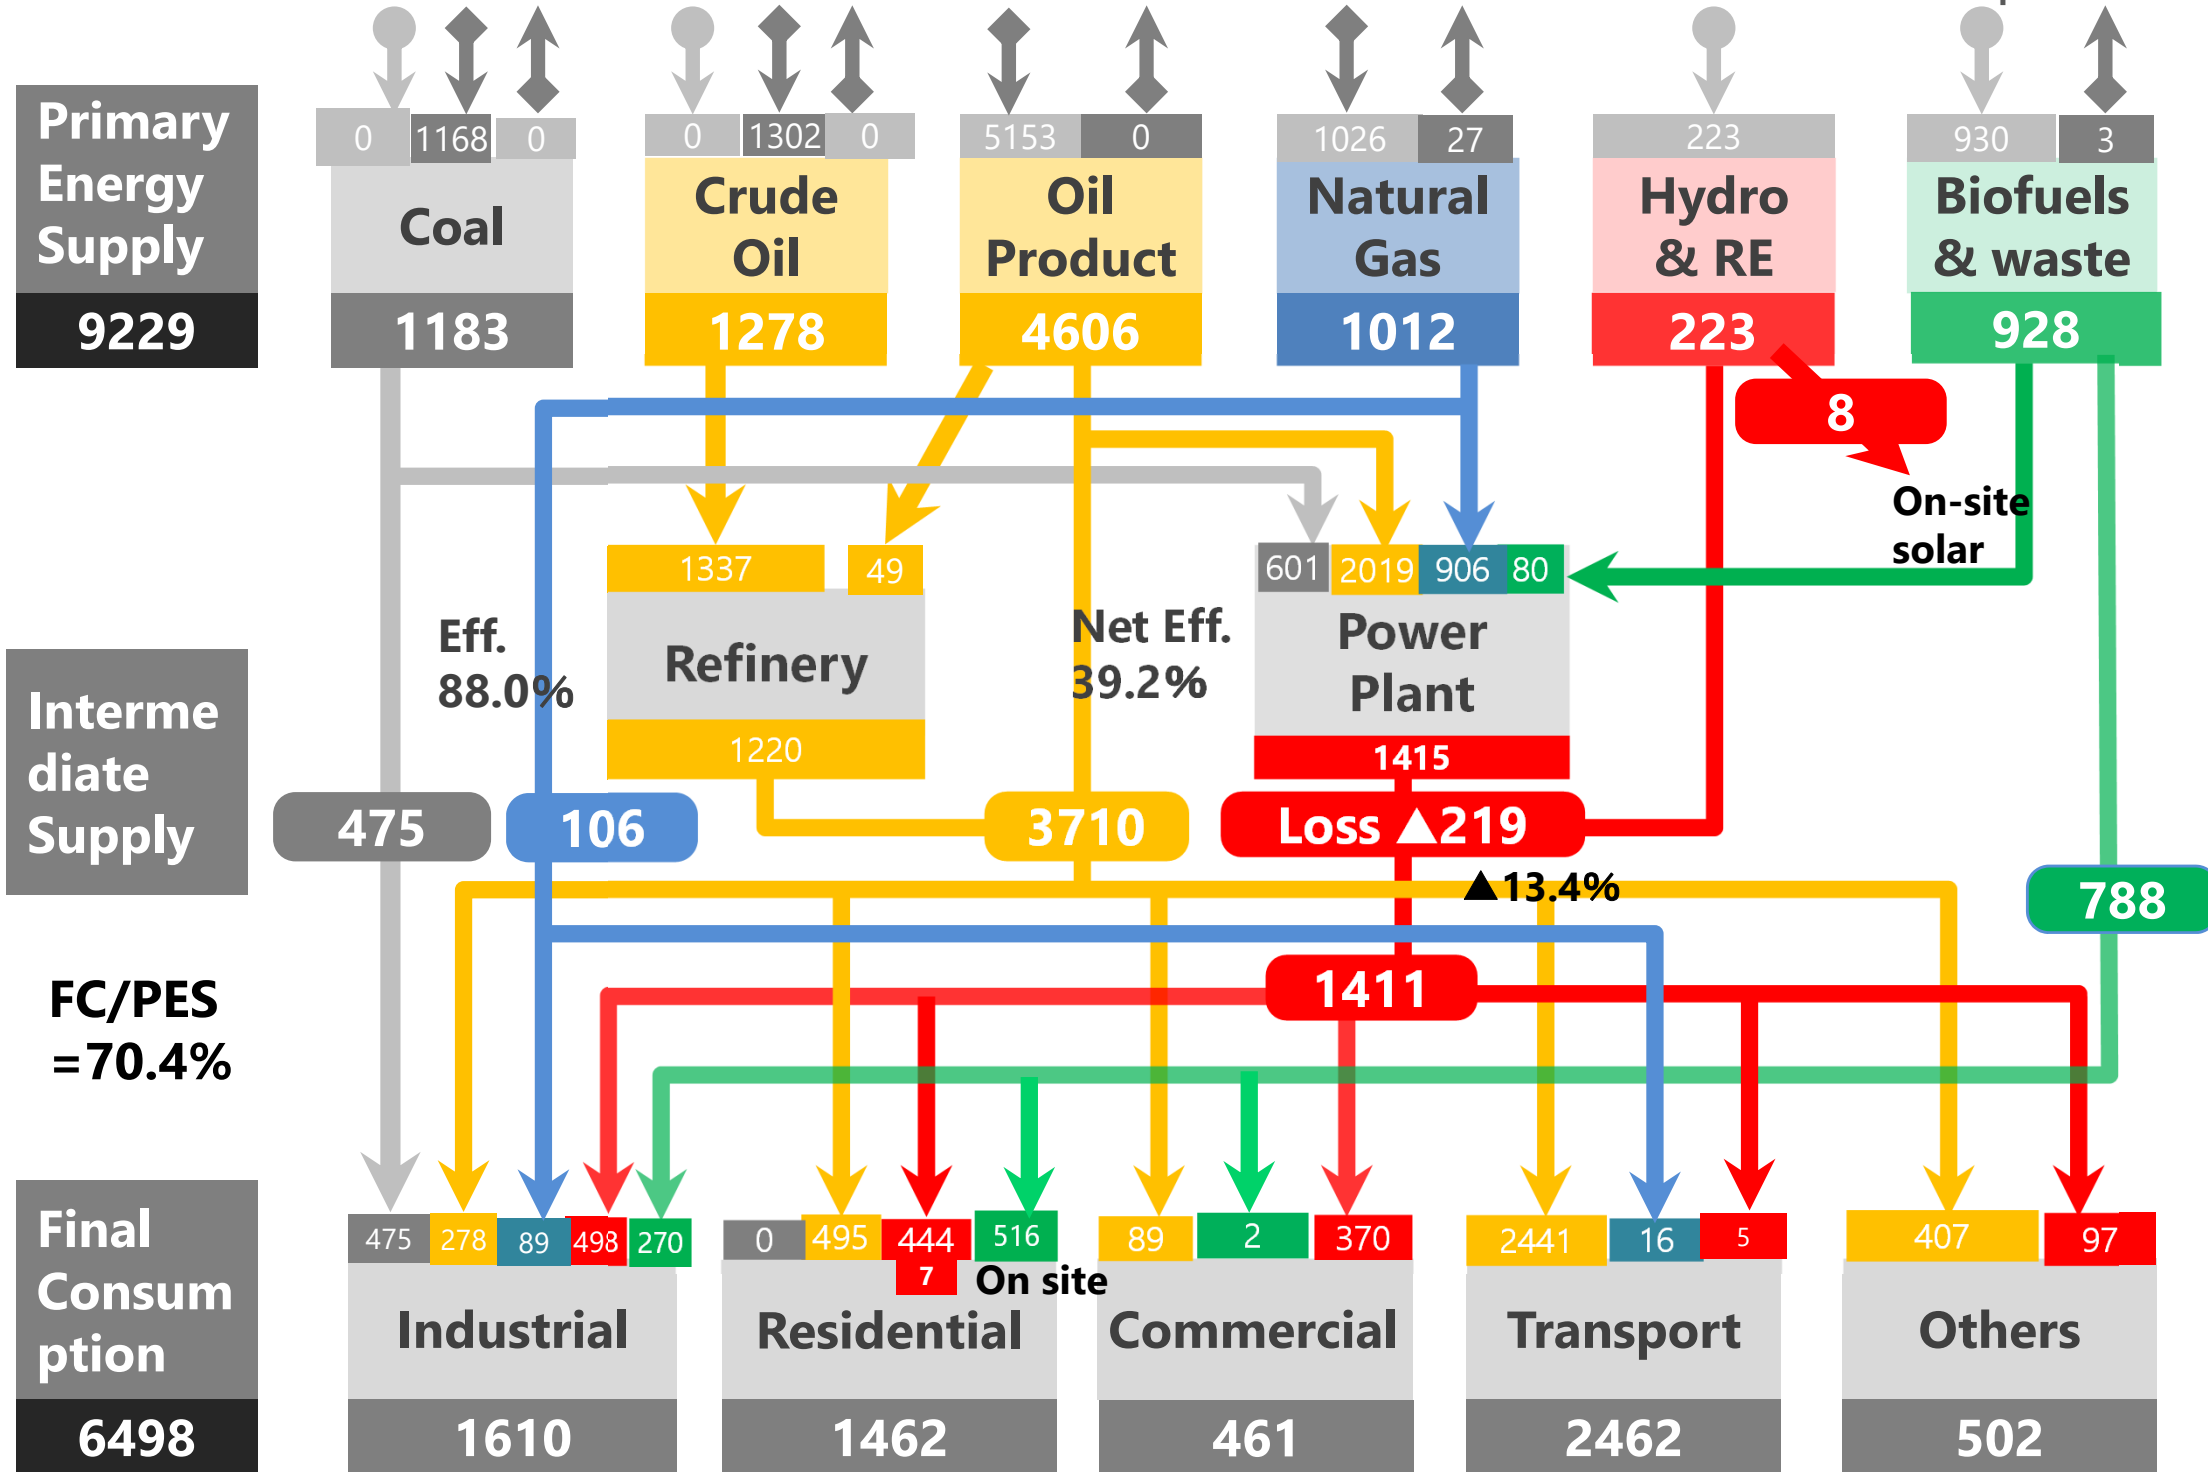 0 1168 0 0 1302 0 5153 0 1026 27 223 930 3
Primary
Energy
Supply
9229
Coal
1183
Crude
Oil
1278
Oil
Product
4606
Natural
Gas
1012
Hydro
& RE
223
Biofuels
& waste
928
8
On-site
solar
1337 49
Refinery
1220
Eff.
88.0%
601 2019 906 80
Power
Plant
1415
Net Eff.
39.2%
Interme
diate
Supply
475 106 3710 Loss ▲219
▲13.4%
788
FC/PES
=70.4%
1411
Final
Consum
ption
6498
475 278 89 498 270
Industrial
1610
0 495 444 516
7 On site
Residential
1462
89 2 370
Commercial
461
2441 16 5
Transport
2462
407 97
Others
502